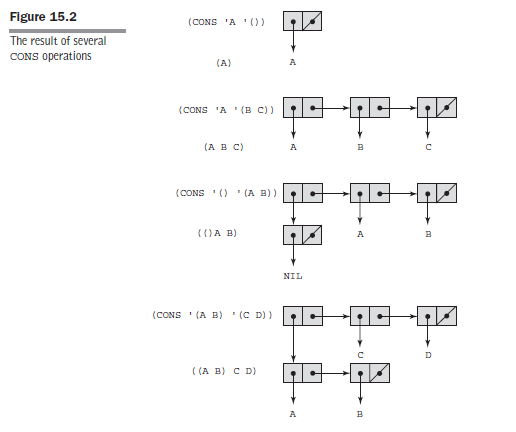 Figure 15.2
The result of several
CONS operations
(CONS 'A '())
(A)
A
(CONS 'A '(B C))
(A B C)
A B C
(CONS '() '(A B))
(()A B)
A B
NIL
(CONS '(A B) '(C D))
C D
((A B) C D)
A B